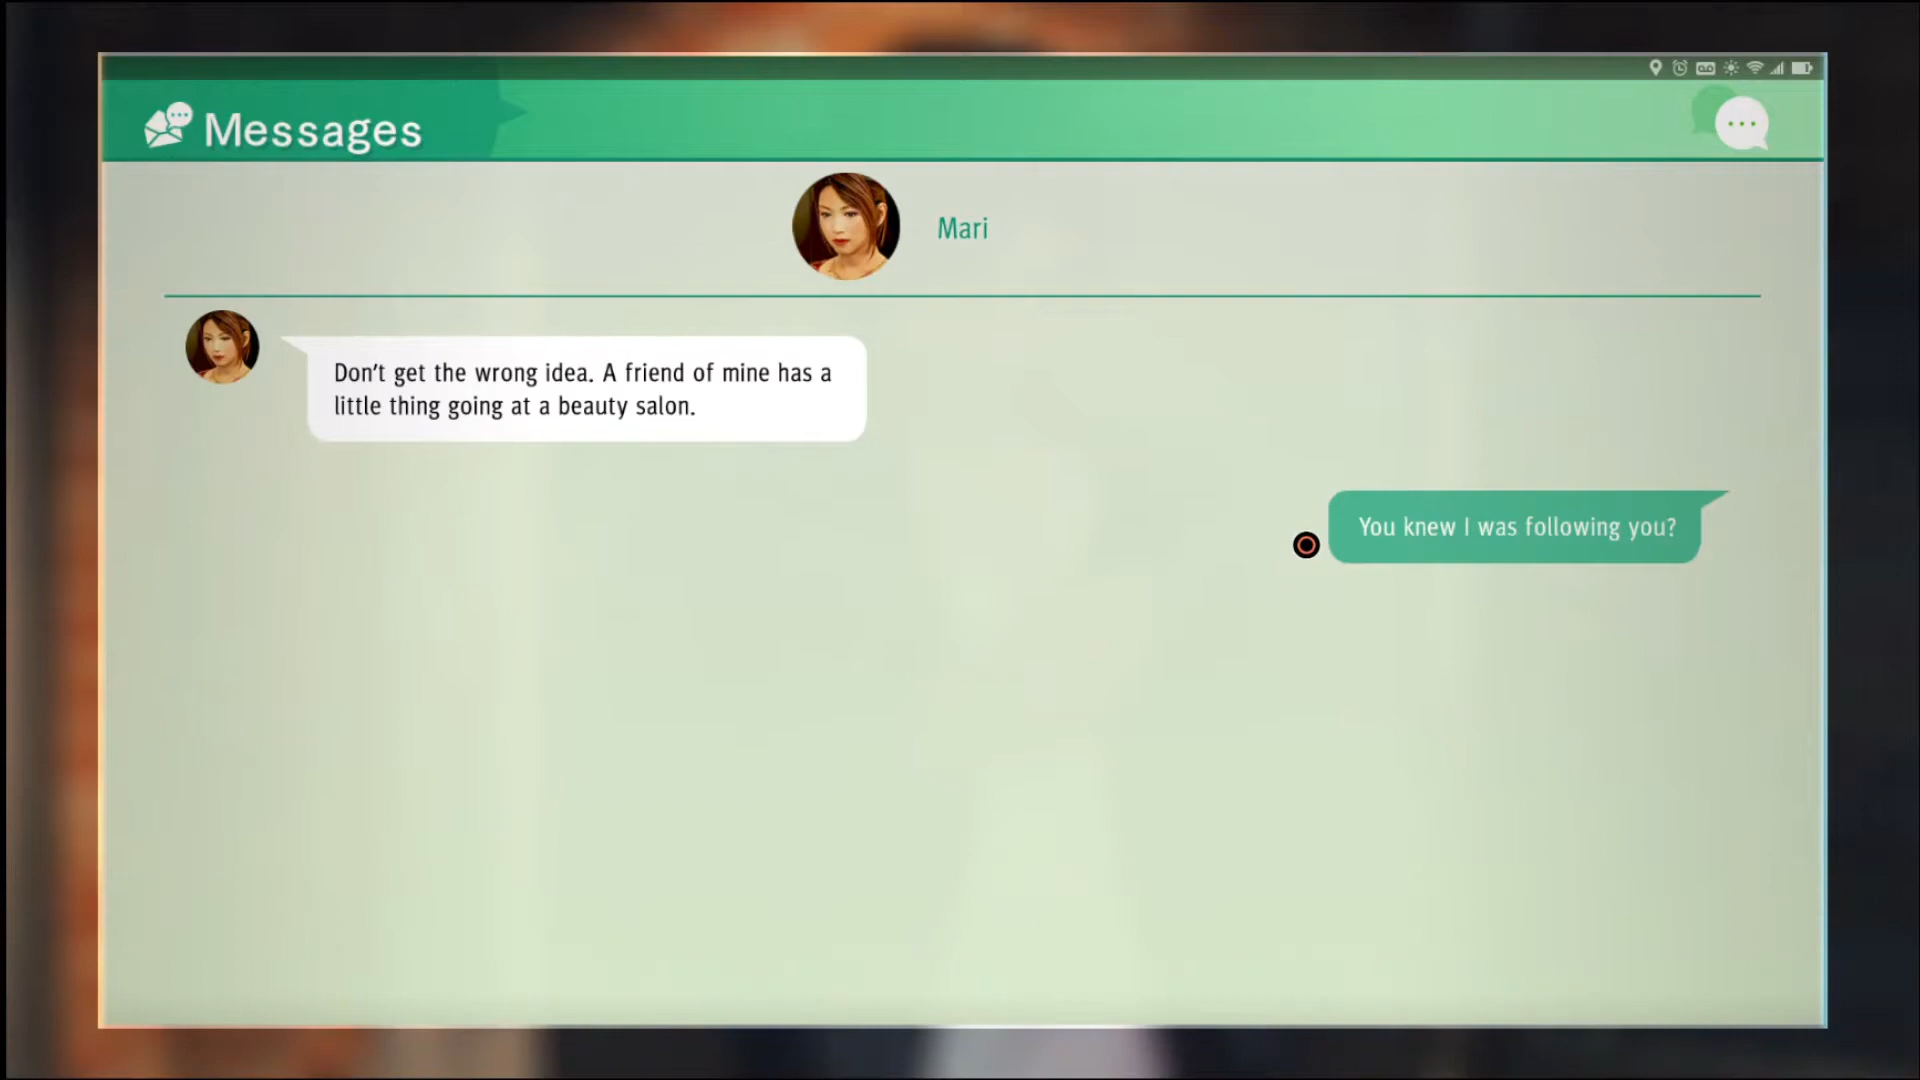 Messages
Mari
Don't get the wrong idea. A friend of mine has a
little thing going at a beauty salon.
You knew I was following you?